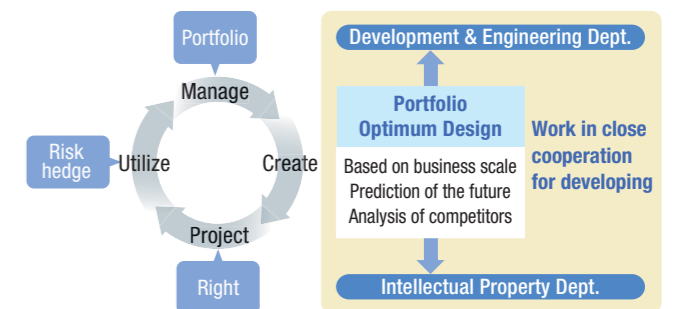 Portfolio
Manage
Risk
hedge
Utilize
Create
Project
Right
Development & Engineering Dept.
Portfolio
Optimum Design
Based on business scale
Prediction of the future
Analysis of competitors
Work in close
cooperation
for developing
Intellectual Property Dept.